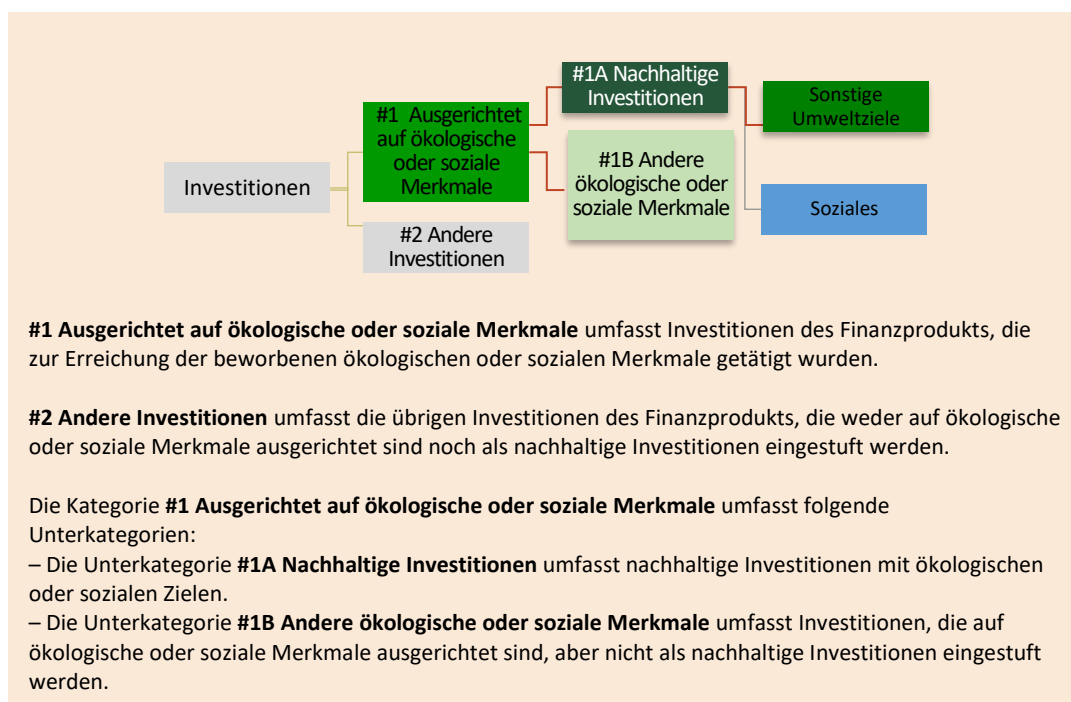 #1A Nachhaltige
Investitionen
Sonstige
Umweltziele
#1 Ausgerichtet
auf ökologische
oder soziale
Merkmale
#1B Andere
ökologische oder
soziale Merkmale
Investitionen
Soziales
#2 Andere
Investitionen
#1 Ausgerichtet auf ökologische oder soziale Merkmale umfasst Investitionen des Finanzprodukts, die
zur Erreichung der beworbenen ökologischen oder sozialen Merkmale getätigt wurden.
#2 Andere Investitionen umfasst die übrigen Investitionen des Finanzprodukts, die weder auf ökologische
oder soziale Merkmale ausgerichtet sind noch als nachhaltige Investitionen eingestuft werden.
Die Kategorie #1 Ausgerichtet auf ökologische oder soziale Merkmale umfasst folgende
Unterkategorien:
– Die Unterkategorie #1A Nachhaltige Investitionen umfasst nachhaltige Investitionen mit ökologischen
oder sozialen Zielen.
– Die Unterkategorie #1B Andere ökologische oder soziale Merkmale umfasst Investitionen, die auf
ökologische oder soziale Merkmale ausgerichtet sind, aber nicht als nachhaltige Investitionen eingestuft
werden.